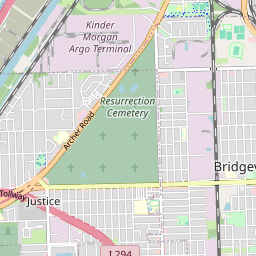 Kinder
Morgan
Argo Terminal
Resurrection
Cemetery
Archer Road
Bridgev
Tollway
Justice
I 294